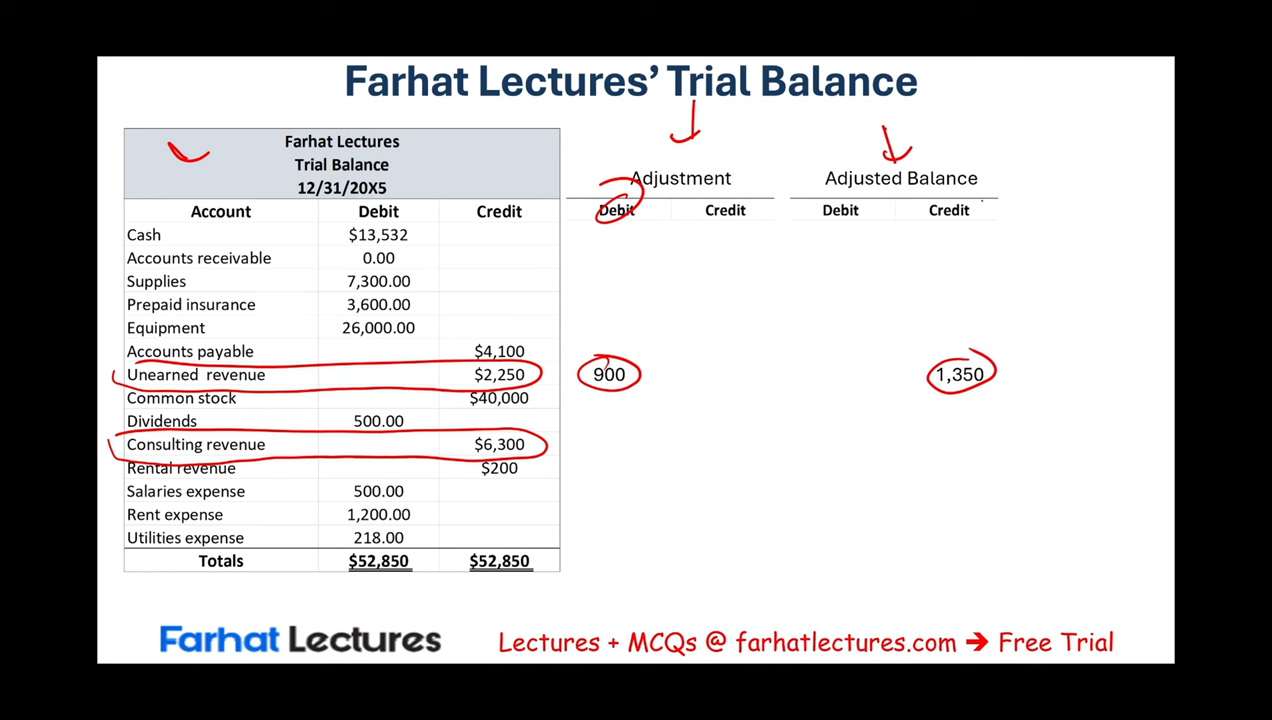 Farhat Lectures' Trial Balance
Farhat Lectures
Trial Balance
12/31/20X5
Adjustment Adjusted Balance
Account Debit Credit Debit Credit Debit Credit
Cash $13,532
Accounts receivable 0.00
Supplies 7,300.00
Prepaid insurance 3,600.00
Equipment 26,000.00
Accounts payable $4,100
Unearned revenue $2,250 900 1,350
Common stock $40,000
Dividends 500.00
Consulting revenue $6,300
Rental revenue $200
Salaries expense 500.00
Rent expense 1,200.00
Utilities expense 218.00
Totals $52,850 $52,850
Farhat Lectures Lectures + MCQs @ farhatlectures.com ➔ Free Trial